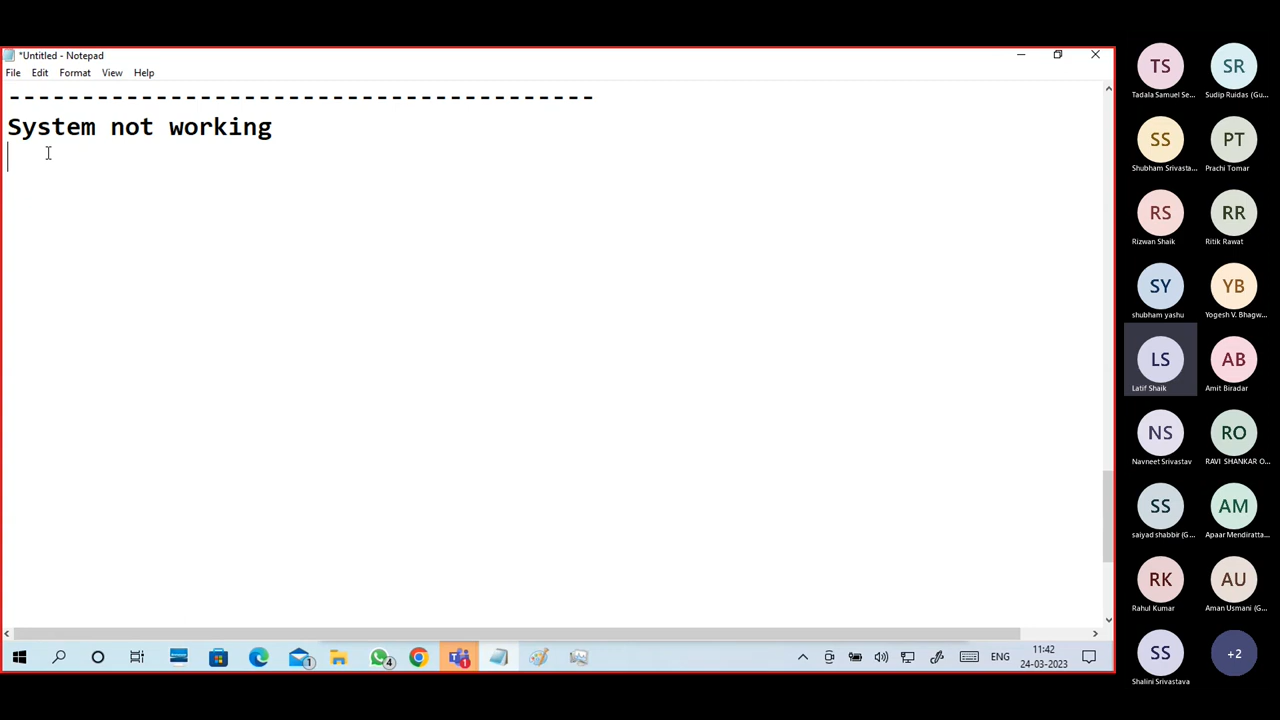 *Untitled - Notepad
File Edit Format View Help
----------------------------------------
System not working
TS SR
Tadala Samuel Se... Sudip Ruidas (Gu...
SS PT
Shubham Srivasta... Prachi Tomar
RS RR
Rizwan Shaik Ritik Rawat
SY YB
shubham yashu Yogesh V. Bhagw...
LS AB
Latif Shaik Amit Biradar
NS RO
Navneet Srivastav RAVI SHANKAR O...
SS AM
saiyad shabbir (G... Apaar Mendiratta...
RK AU
Rahul Kumar Aman Usmani (G...
SS +2
Shalini Srivastava
1 4 1 ENG 11:42
24-03-2023